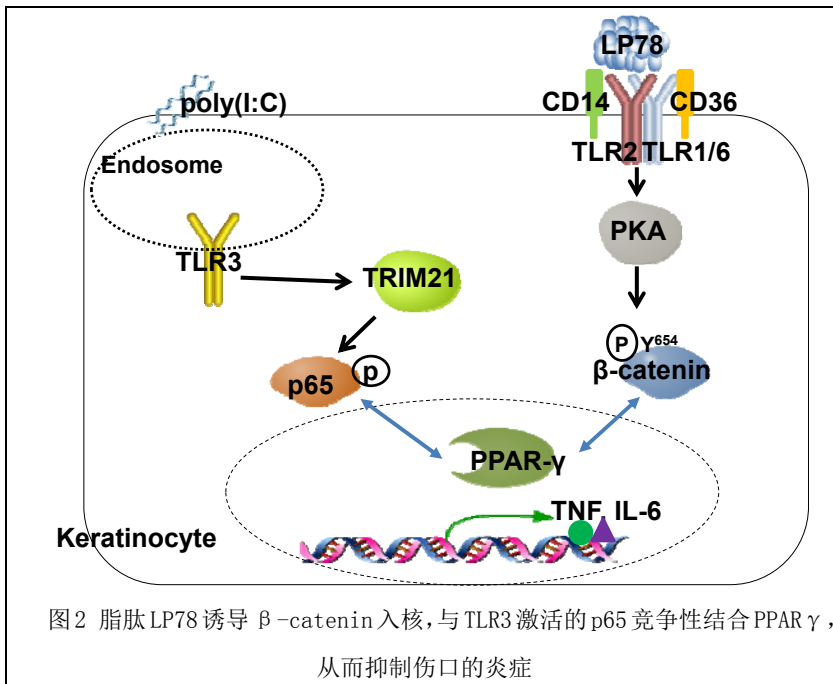 LP78
poly(I:C)
CD14
CD36
Endosome
TLR2
TLR1/6
PKA
TLR3
TRIM21
P
Y⁶⁵⁴
β-catenin
p65
p
PPAR-γ
TNF, IL-6
Keratinocyte
图2 脂肽LP78诱导β-catenin入核,与TLR3激活的p65竞争性结合PPARγ,
从而抑制伤口的炎症